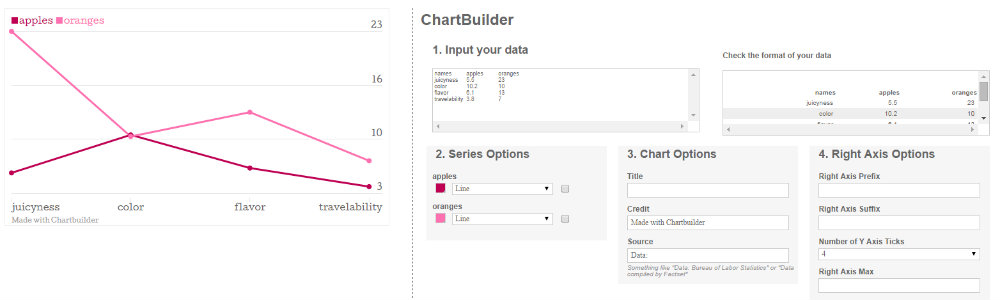 apples oranges
23
16
10
3
juicyness color flavor travelability
Made with Chartbuilder
ChartBuilder
1. Input your data
names apples oranges
juicyness 5.5 23
color 10.2 10
flavor 6.1 13
travelability 3.8 7
Check the format of your data
names apples oranges
juicyness 5.5 23
color 10.2 10
flavor 6.1 13
2. Series Options
apples
Line
oranges
Line
3. Chart Options
Title
Credit
Made with Chartbuilder
Source
Data:
Something like "Data: Bureau of Labor Statistics" or "Data
compiled by Factset"
4. Right Axis Options
Right Axis Prefix
Right Axis Suffix
Number of Y Axis Ticks
4
Right Axis Max